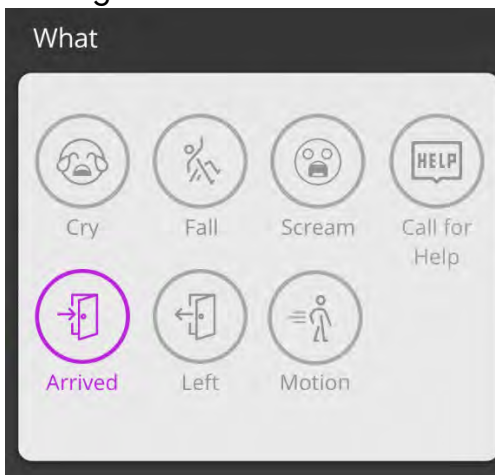 What
HELP
Cry
Fall
Scream
Call for
Help
Arrived
Left
Motion